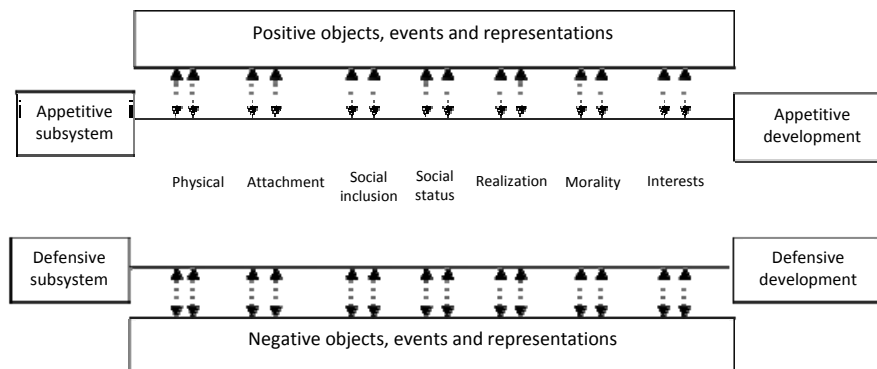 Positive objects, events and representations
Appetitive
subsystem
Appetitive
development
Physical
Attachment
Social
inclusion
Social
status
Realization
Morality
Interests
Defensive
subsystem
Defensive
development
Negative objects, events and representations